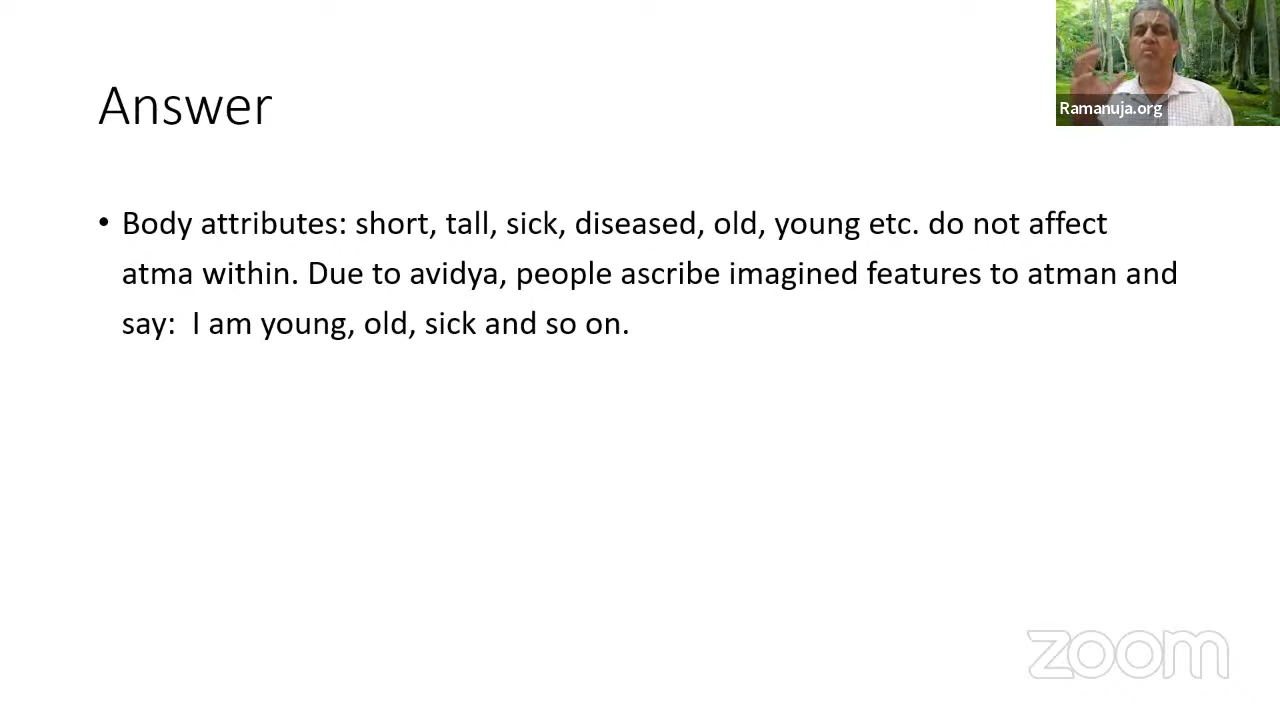 Answer
Ramanuja.org
• Body attributes: short, tall, sick, diseased, old, young etc. do not affect
atma within. Due to avidya, people ascribe imagined features to atman and
say:  I am young, old, sick and so on.
zoom